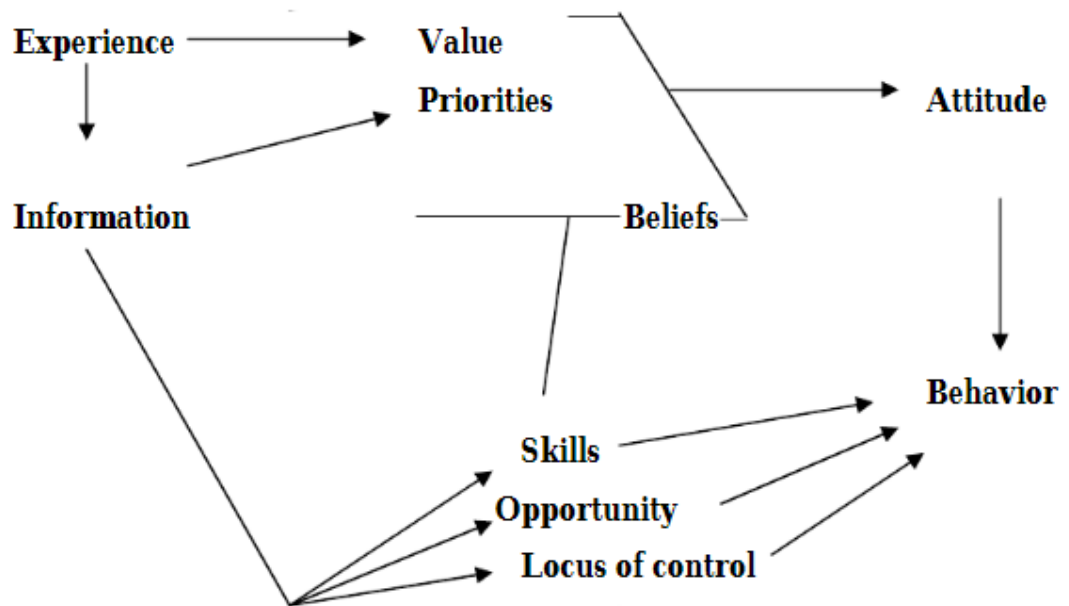 Experience
Value
Priorities
Attitude
Information
Beliefs
Behavior
Skills
Opportunity
Locus of control